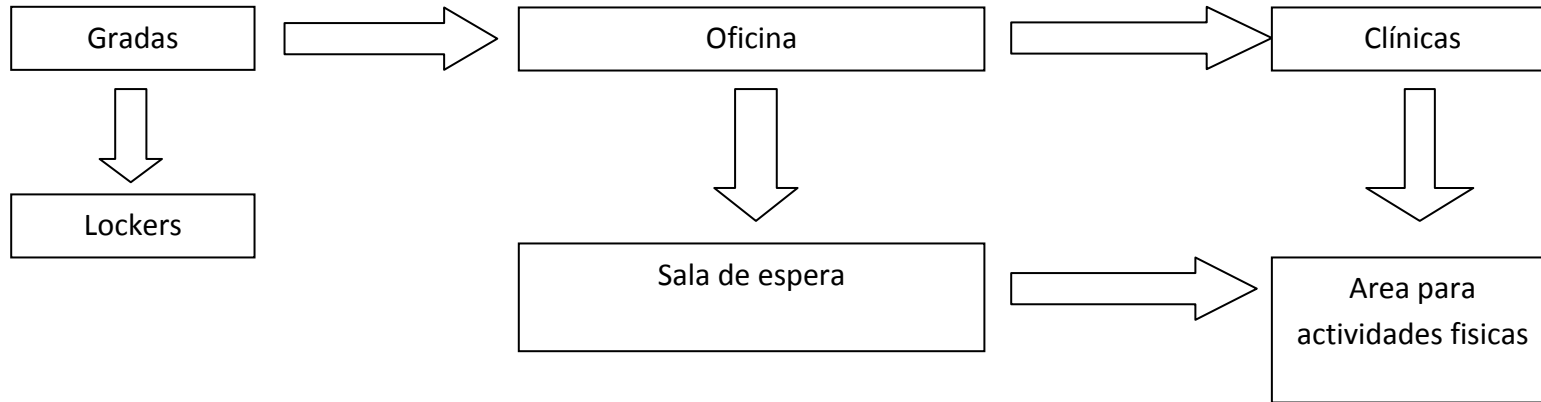 Gradas
Oficina
Clínicas
Lockers
Sala de espera
Area para
actividades fisicas